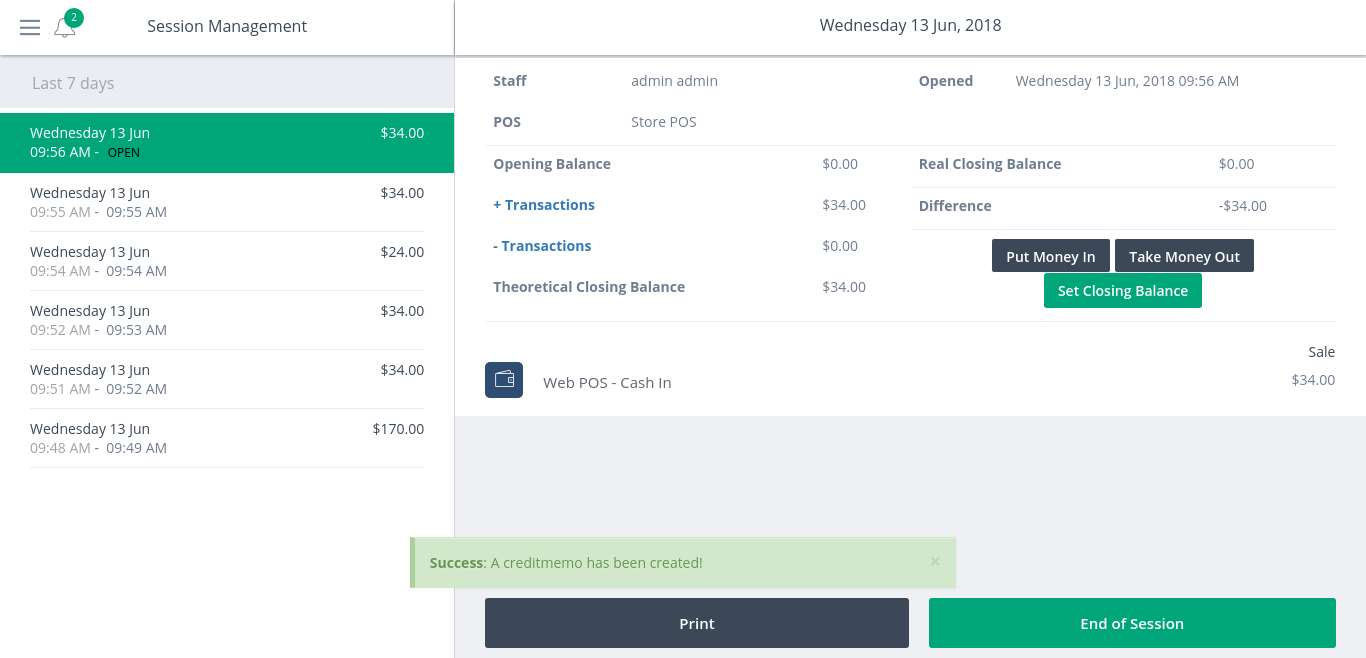 2
Session Management
Last 7 days
Wednesday 13 Jun $34.00
09:56 AM - OPEN
Wednesday 13 Jun $34.00
09:55 AM - 09:55 AM
Wednesday 13 Jun $24.00
09:54 AM - 09:54 AM
Wednesday 13 Jun $34.00
09:52 AM - 09:53 AM
Wednesday 13 Jun $34.00
09:51 AM - 09:52 AM
Wednesday 13 Jun $170.00
09:48 AM - 09:49 AM
Wednesday 13 Jun, 2018
Staff admin admin Opened Wednesday 13 Jun, 2018 09:56 AM
POS Store POS
Opening Balance $0.00
+ Transactions $34.00
- Transactions $0.00
Theoretical Closing Balance $34.00
Real Closing Balance $0.00
Difference -$34.00
Put Money In Take Money Out
Set Closing Balance
Sale
Web POS - Cash In $34.00
Success: A creditmemo has been created! ×
Print End of Session